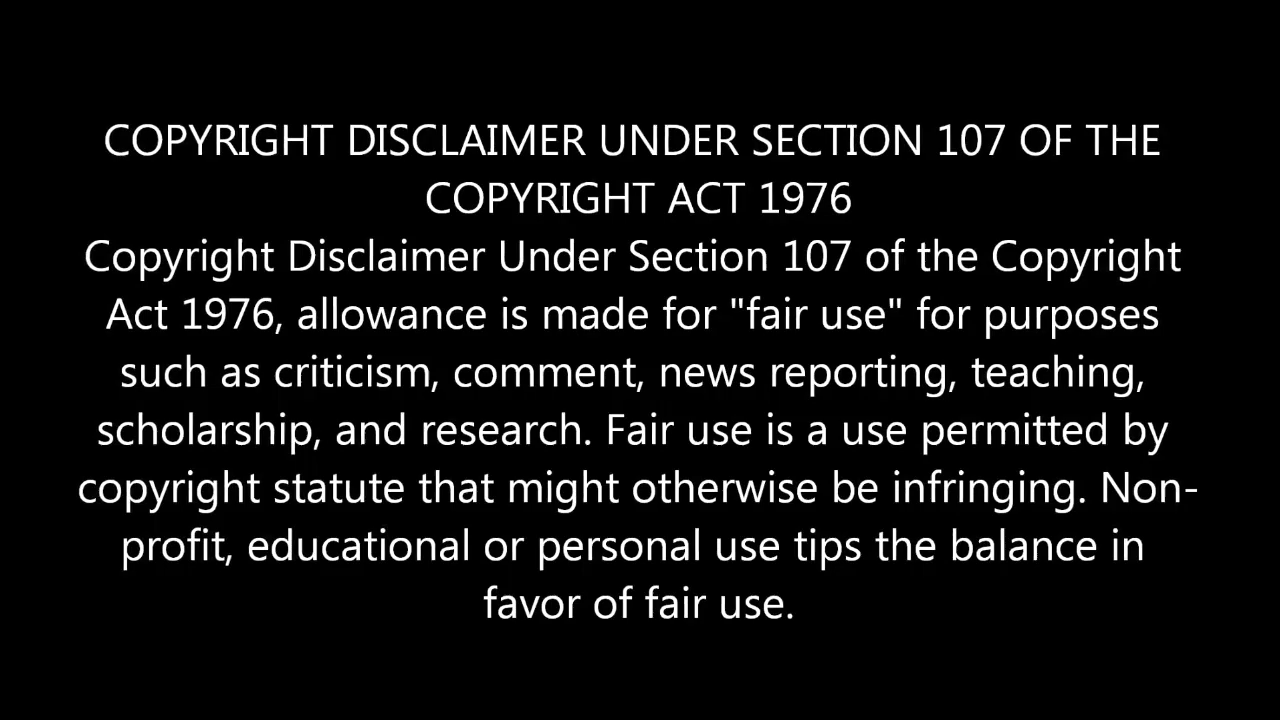 COPYRIGHT DISCLAIMER UNDER SECTION 107 OF THE
COPYRIGHT ACT 1976
Copyright Disclaimer Under Section 107 of the Copyright
Act 1976, allowance is made for "fair use" for purposes
such as criticism, comment, news reporting, teaching,
scholarship, and research. Fair use is a use permitted by
copyright statute that might otherwise be infringing. Non-
profit, educational or personal use tips the balance in
favor of fair use.